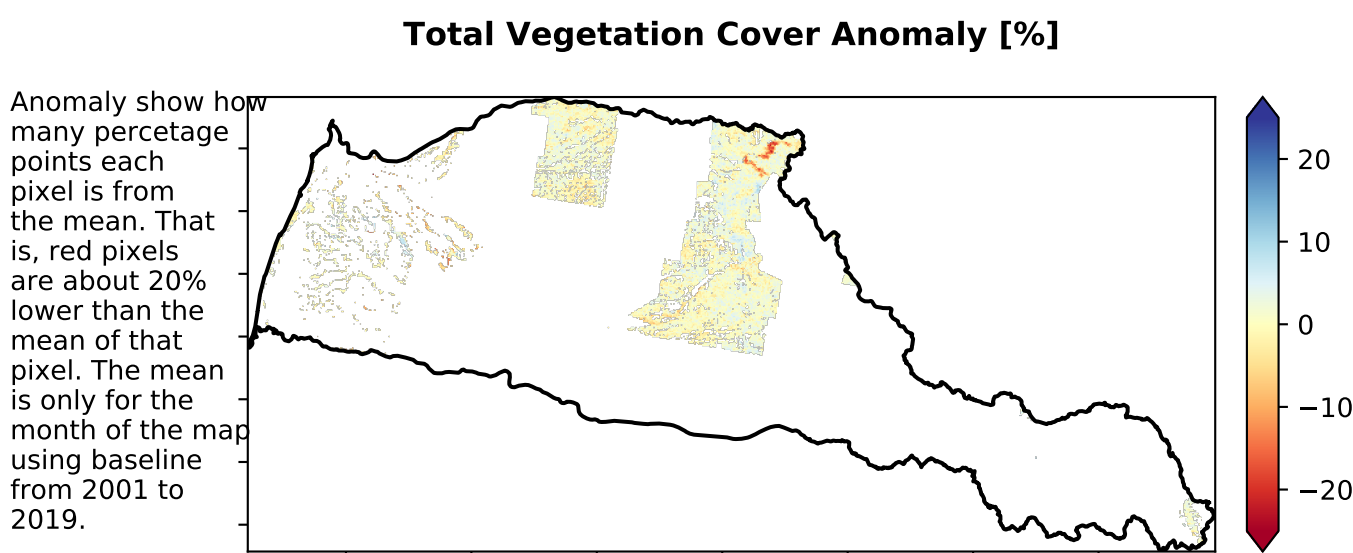 Total Vegetation Cover Anomaly [%]
Anomaly show how
many percetage
points each
pixel is from
the mean. That
is, red pixels
are about 20%
lower than the
mean of that
pixel. The mean
is only for the
month of the map
using baseline
from 2001 to
2019.
20
10
0
−10
−20